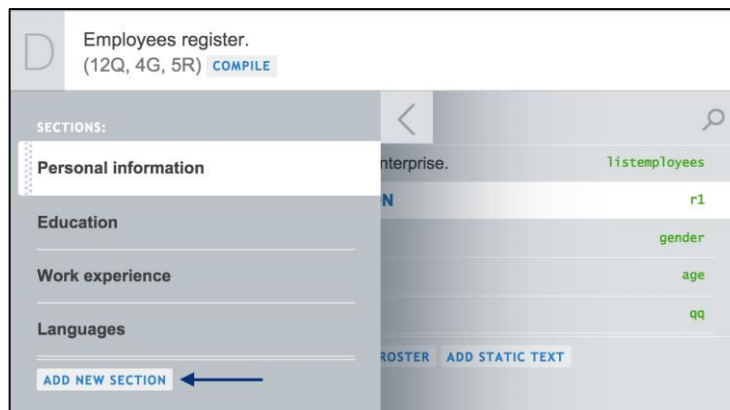 D
Employees register.
(12Q, 4G, 5R) COMPILE
SECTIONS:
Personal information
Education
Work experience
Languages
ADD NEW SECTION
nterprise. listemployees
N r1
gender
age
qq
ROSTER ADD STATIC TEXT